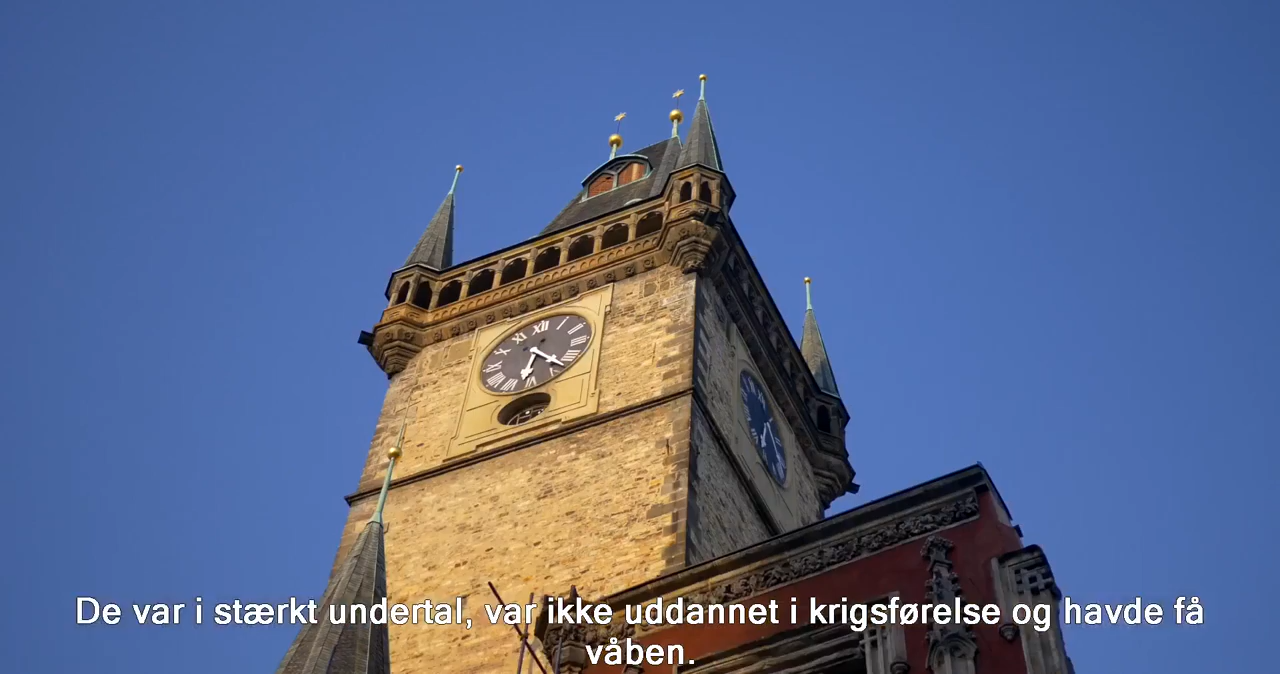 De var i stærkt undertal, var ikke uddannet i krigsførelse og havde få
våben.